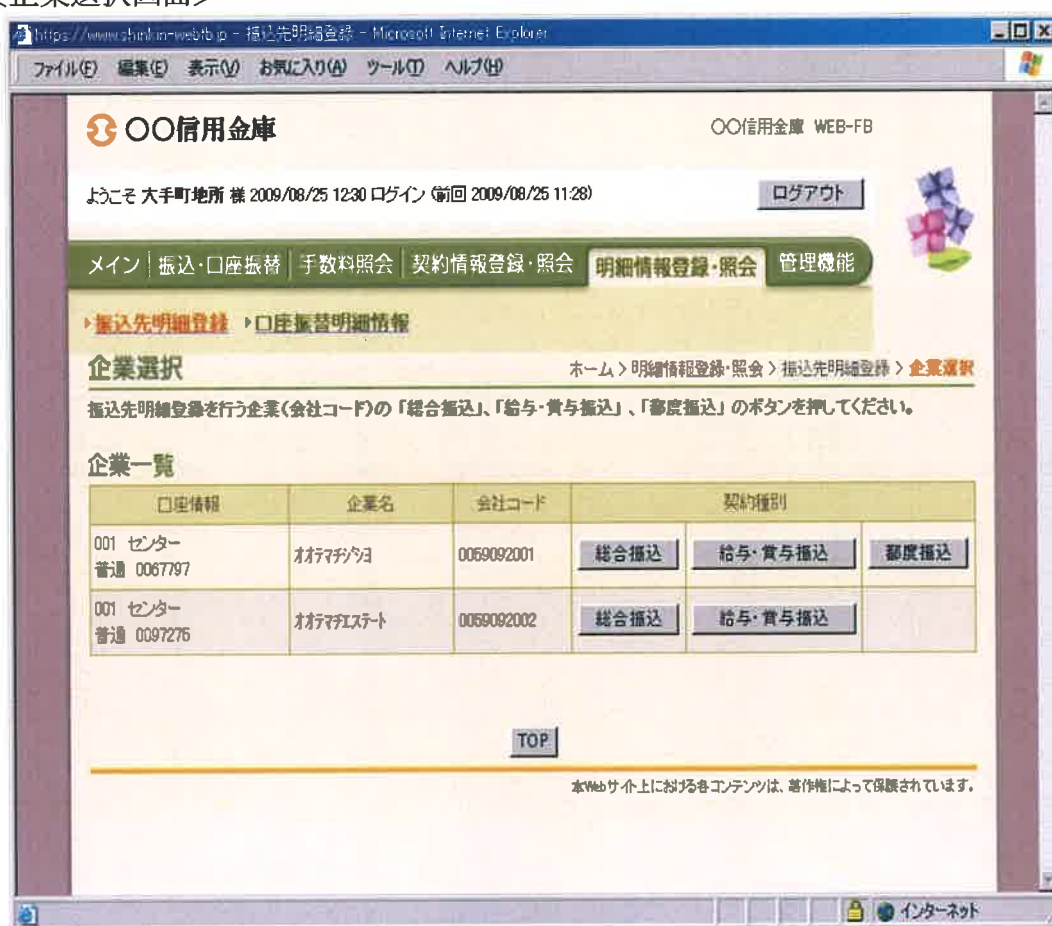 https://www.shinkin-webfb.jp - 振込先明細登録 - Microsoft Internet Explorer
ファイル(F) 編集(E) 表示(V) お気に入り(A) ツール(T) ヘルプ(H)
〇〇信用金庫
〇〇信用金庫 WEB-FB
ようこそ 大手町地所 様 2009/08/25 12:30 ログイン (前回 2009/08/25 11:28)
ログアウト
メイン 振込・口座振替 手数料照会 契約情報登録・照会 明細情報登録・照会 管理機能
振込先明細登録 口座振替明細情報
企業選択
ホーム > 明細情報登録・照会 > 振込先明細登録 > 企業選択
振込先明細登録を行う企業(会社コード)の「総合振込」、「給与・賞与振込」、「都度振込」のボタンを押してください。
企業一覧
口座情報 企業名 会社コード 契約種別
001 センター
普通 0067797
オオテマチジシヨ 0059092001 総合振込 給与・賞与振込 都度振込
001 センター
普通 0097276
オオテマチエステート 0059092002 総合振込 給与・賞与振込
TOP
本Webサイト上における各コンテンツは、著作権によって保護されています。
インターネット